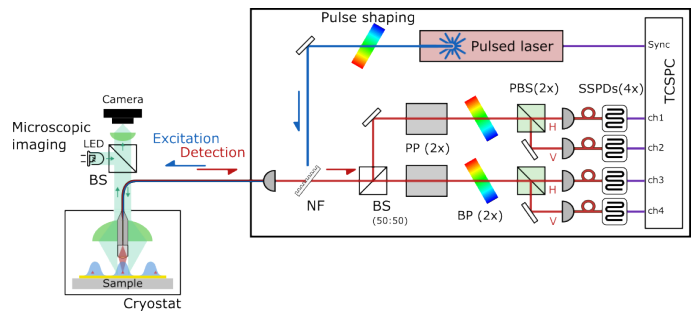 Pulse shaping
Pulsed laser
Sync
TCSPC
Camera
PBS(2x)
SSPDs(4x)
Microscopic
imaging
LED
BS
Excitation
Detection
PP (2x)
H
V
ch1
ch2
NF
BS
(50:50)
BP (2x)
H
V
ch3
ch4
Sample
Cryostat